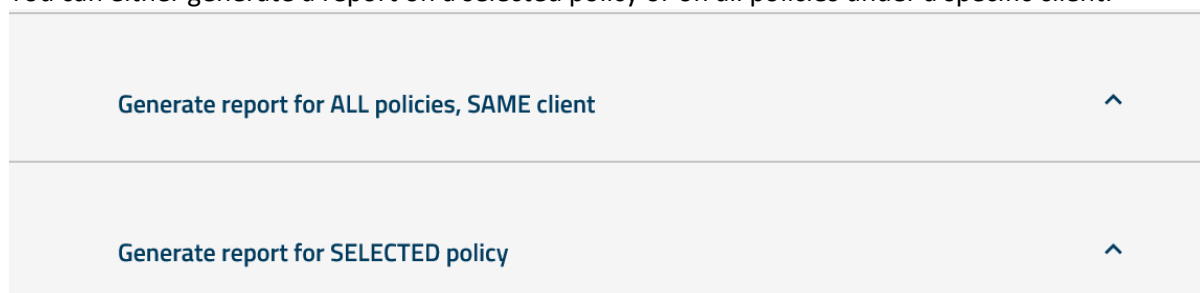 You can either generate a report on a selected policy or on all policies under a specific client.
Generate report for ALL policies, SAME client
Generate report for SELECTED policy